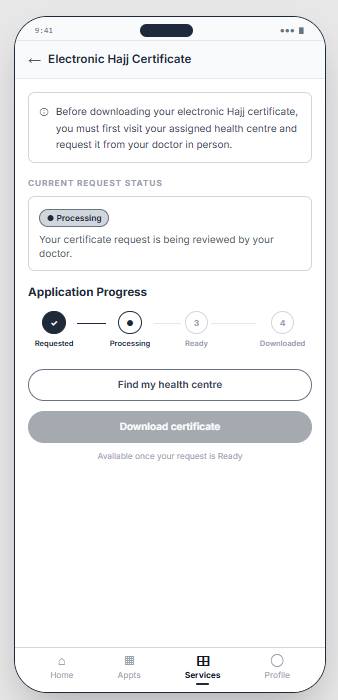 9:41
← Electronic Hajj Certificate
Before downloading your electronic Hajj certificate,
you must first visit your assigned health centre and
request it from your doctor in person.
CURRENT REQUEST STATUS
Processing
Your certificate request is being reviewed by your
doctor.
Application Progress
3
4
Requested
Processing
Ready
Downloaded
Find my health centre
Download certificate
Available once your request is Ready
Home
Appts
Services
Profile